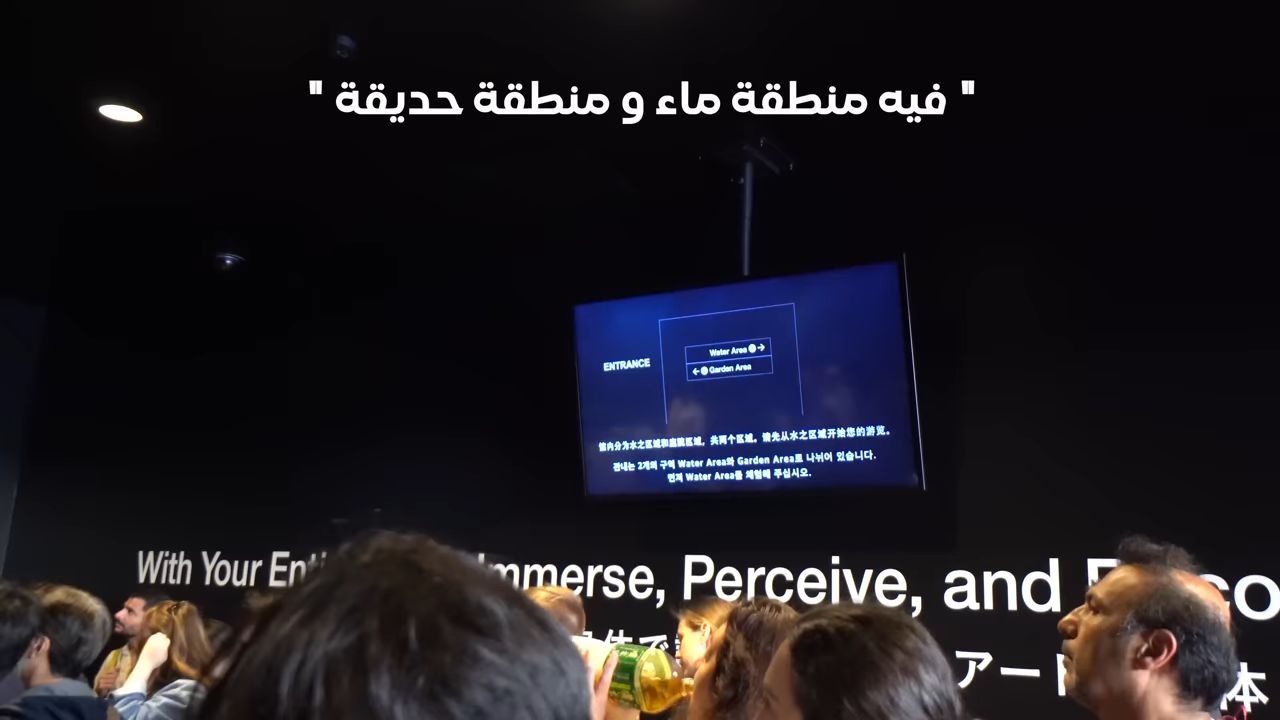 " فيه منطقة ماء و منطقة حديقة "
ENTRANCE
Water Area →
← Garden Area
馆内分为水之区域和庭院区域，共两个区域。请先从水之区域开始您的游览。
관내는 2개의 구역 Water Area와 Garden Area로 나뉘어 있습니다.
먼저 Water Area를 체험해 주십시오.
With Your Immerse, Perceive, and
アート
体